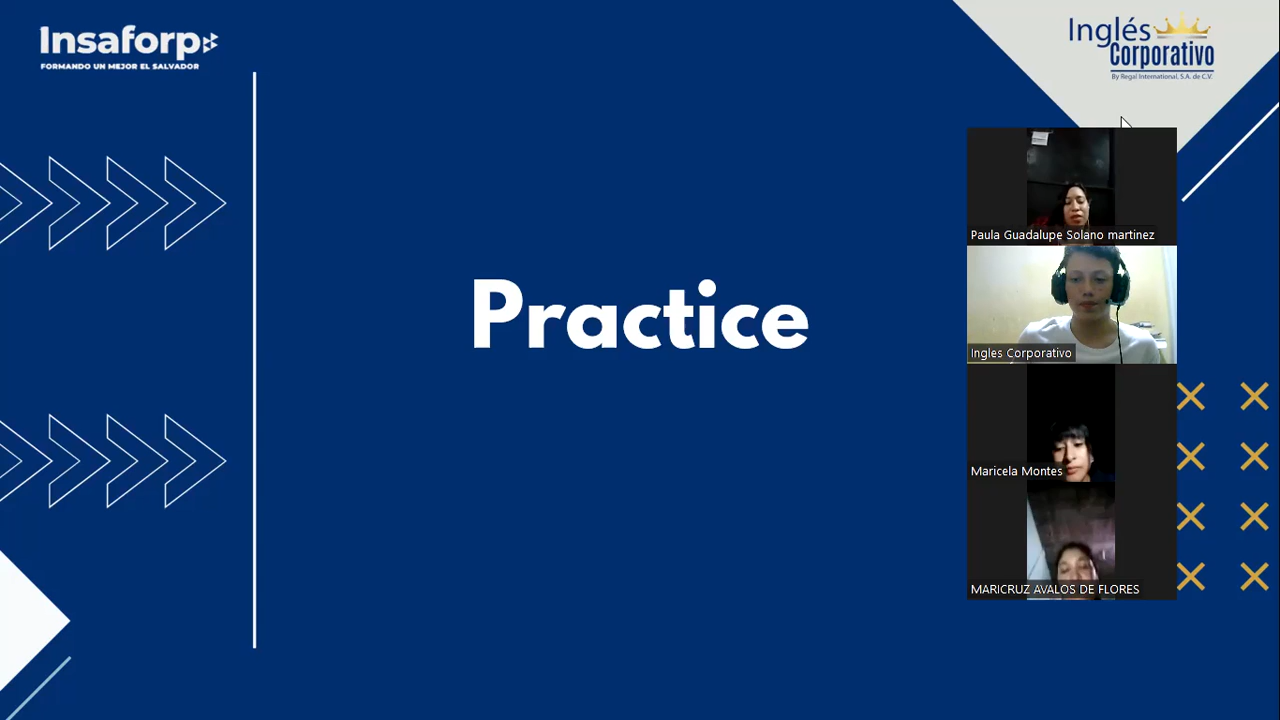 Insaforp
FORMANDO UN MEJOR EL SALVADOR
Inglés
Corporativo
By Regal International, S.A. de C.V.
Practice
Paula Guadalupe Solano martinez
Ingles Corporativo
Maricela Montes
MARICRUZ AVALOS DE FLORES